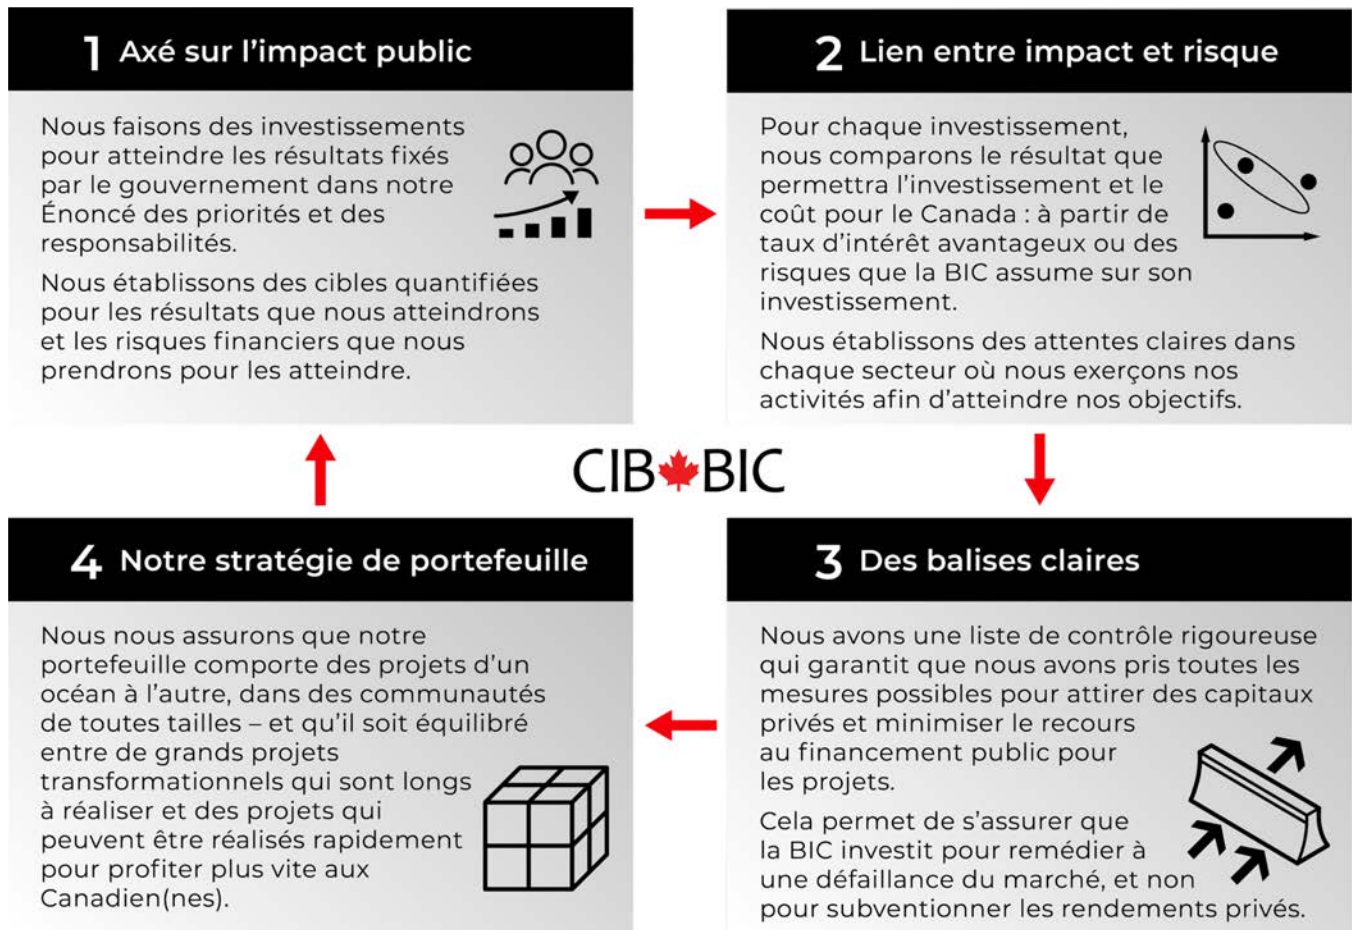 1 Axé sur l’impact public
Nous faisons des investissements
pour atteindre les résultats fixés
par le gouvernement dans notre
Énoncé des priorités et des
responsabilités.
Nous établissons des cibles quantifiées
pour les résultats que nous atteindrons
et les risques financiers que nous
prendrons pour les atteindre.
2 Lien entre impact et risque
Pour chaque investissement,
nous comparons le résultat que
permettra l’investissement et le
coût pour le Canada : à partir de
taux d’intérêt avantageux ou des
risques que la BIC assume sur son
investissement.
Nous établissons des attentes claires dans
chaque secteur où nous exerçons nos
activités afin d’atteindre nos objectifs.
CIB BIC
3 Des balises claires
Nous avons une liste de contrôle rigoureuse
qui garantit que nous avons pris toutes les
mesures possibles pour attirer des capitaux
privés et minimiser le recours
au financement public pour
les projets.
Cela permet de s’assurer que
la BIC investit pour remédier à
une défaillance du marché, et non
pour subventionner les rendements privés.
4 Notre stratégie de portefeuille
Nous nous assurons que notre
portefeuille comporte des projets d’un
océan à l’autre, dans des communautés
de toutes tailles – et qu’il soit équilibré
entre de grands projets
transformationnels qui sont longs
à réaliser et des projets qui
peuvent être réalisés rapidement
pour profiter plus vite aux
Canadien(nes).